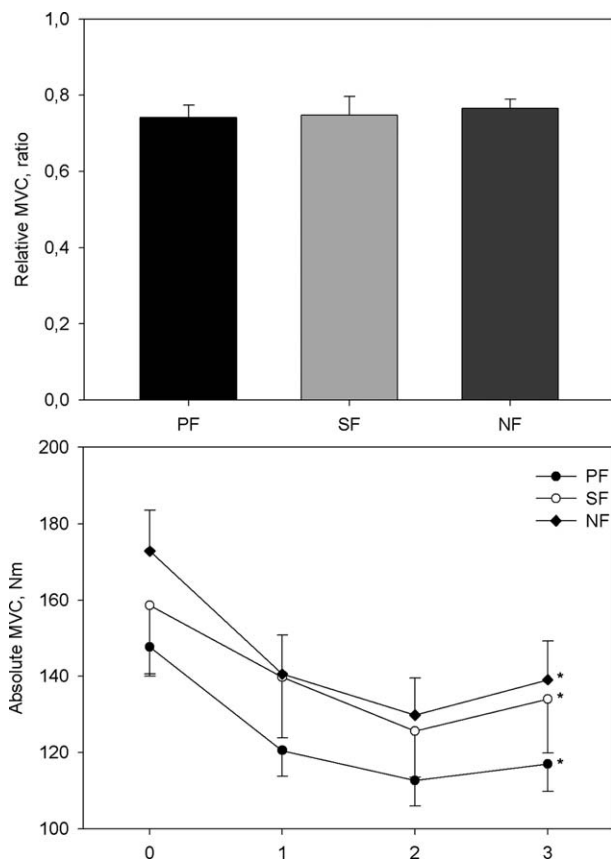 1,0
0,8
0,6
0,4
0,2
0,0
Relative MVC, ratio
PF SF NF
200
180
160
140
120
100
Absolute MVC, Nm
PF
SF
NF
*
*
*
0 1 2 3